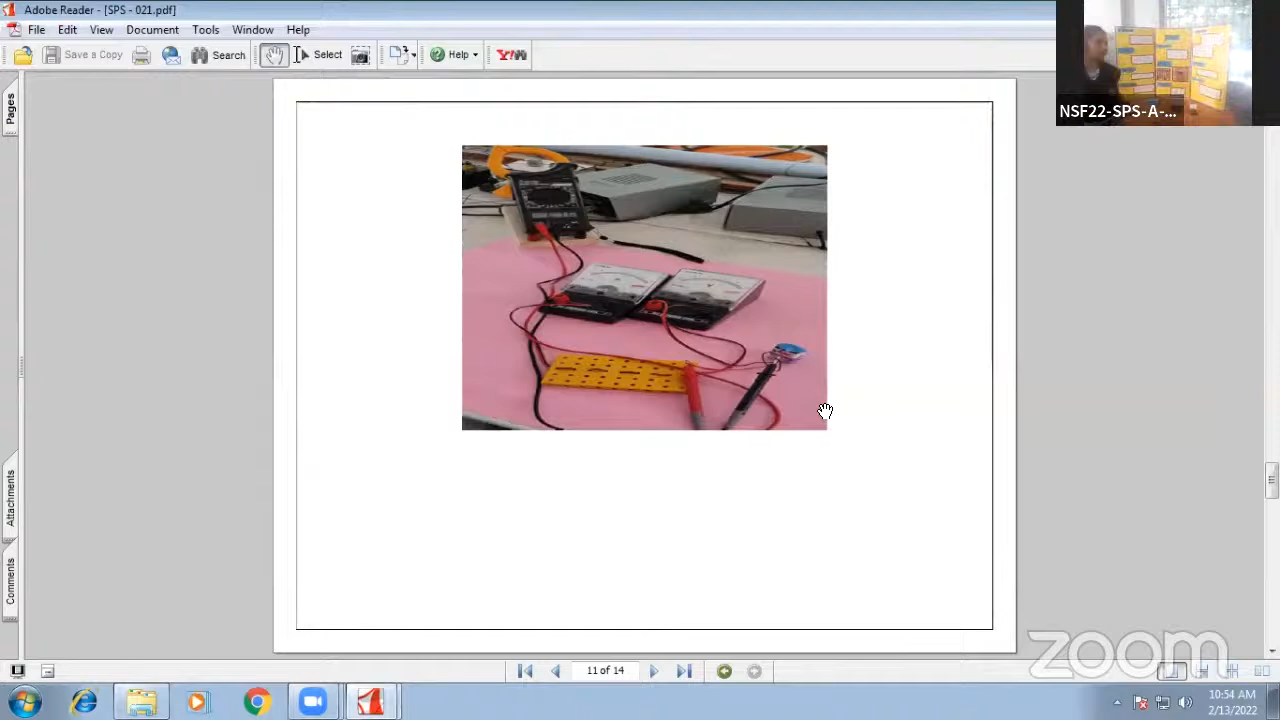 Adobe Reader - [SPS - 021.pdf]
File Edit View Document Tools Window Help
Save a Copy Search Select Help Y!
Pages
NSF22-SPS-A-...
Attachments
Comments
zoom
11 of 14
10:54 AM
2/13/2022